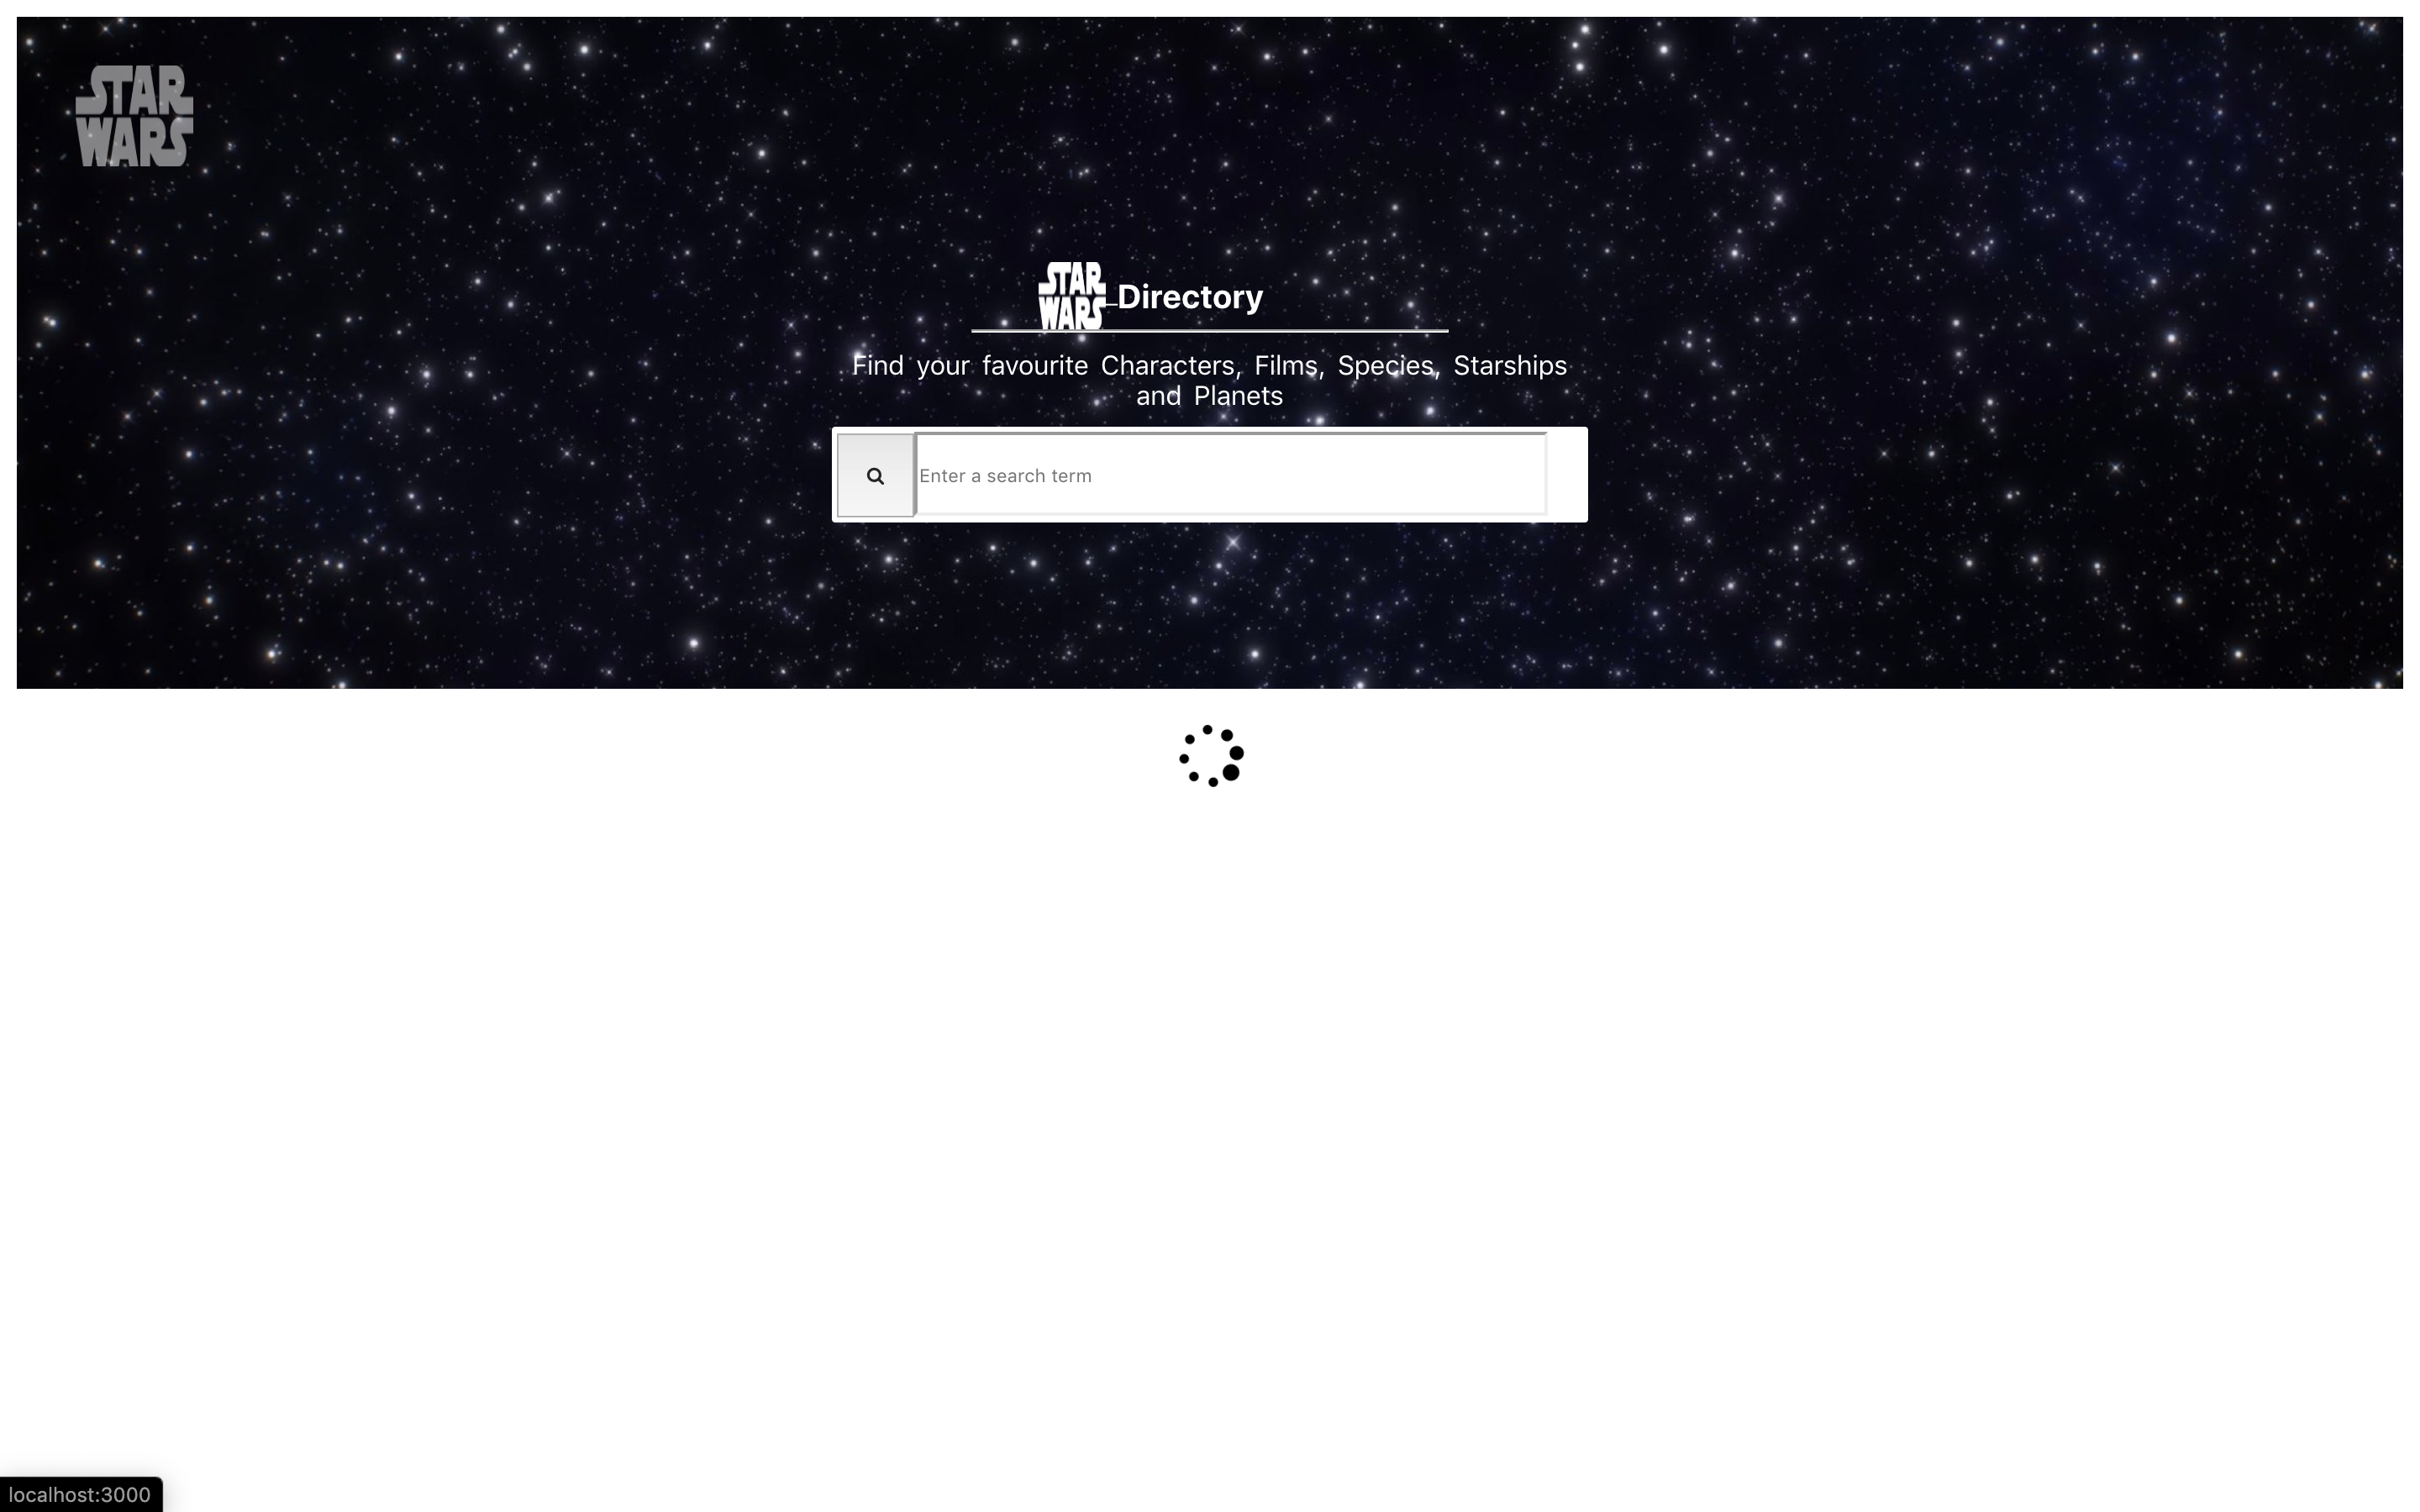 STAR
WARS
STAR
WARS Directory
Find your favourite Characters, Films, Species, Starships
and Planets
Enter a search term
localhost:3000